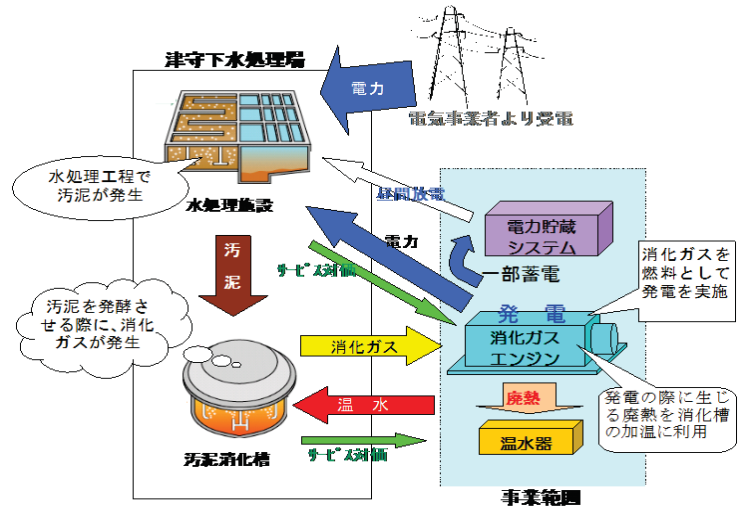 津守下水処理場
電力
電気事業者より受電
水処理工程で
汚泥が発生
水処理施設
昼間放電
電力
電力貯蔵
システム
一部蓄電
消化ガスを
燃料として
発電を実施
汚泥
サービス対価
汚泥を発酵さ
せる際に、消化
ガスが発生
発電
消化ガス
エンジン
消化ガス
廃熱
発電の際に生じ
る廃熱を消化槽
の加温に利用
温水
温水器
汚泥消化槽
サービス対価
事業範囲